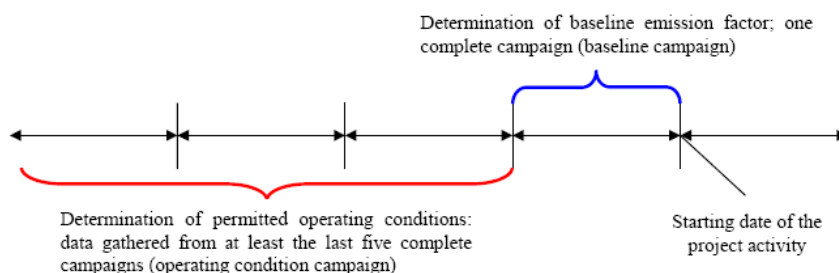 Determination of baseline emission factor; one
complete campaign (baseline campaign)
Determination of permitted operating conditions:
data gathered from at least the last five complete
campaigns (operating condition campaign)
Starting date of the
project activity